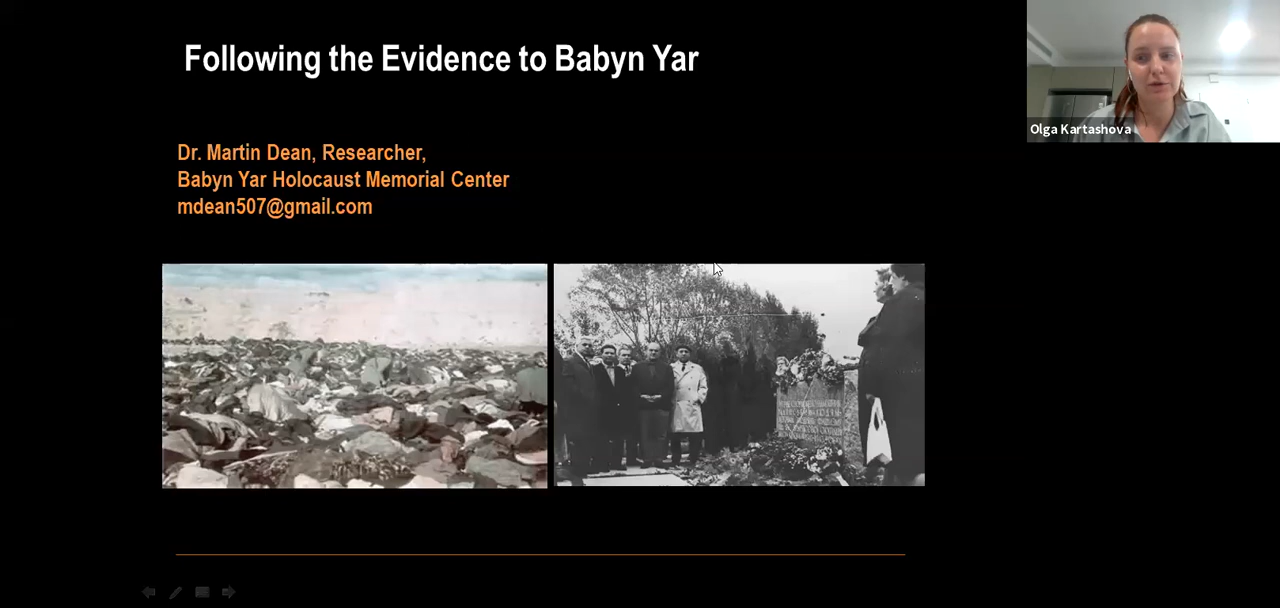 Following the Evidence to Babyn Yar
Olga Kartashova
Dr. Martin Dean, Researcher,
Babyn Yar Holocaust Memorial Center
mdean507@gmail.com